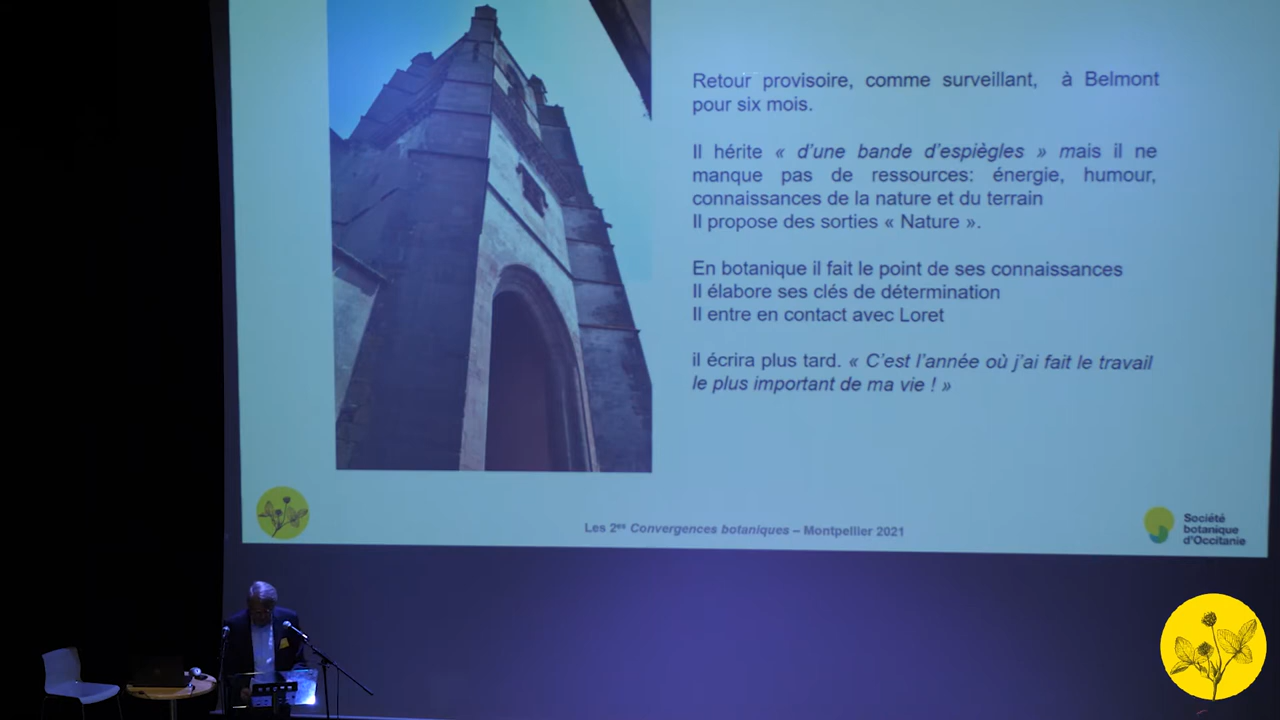 Retour provisoire, comme surveillant, à Belmont
pour six mois.
Il hérite « d'une bande d'espiègles » mais il ne
manque pas de ressources: énergie, humour,
connaissances de la nature et du terrain
Il propose des sorties « Nature ».
En botanique il fait le point de ses connaissances
Il élabore ses clés de détermination
Il entre en contact avec Loret
il écrira plus tard. « C'est l'année où j'ai fait le travail
le plus important de ma vie ! »
Les 2es Convergences botaniques – Montpellier 2021
Société
botanique
d'Occitanie